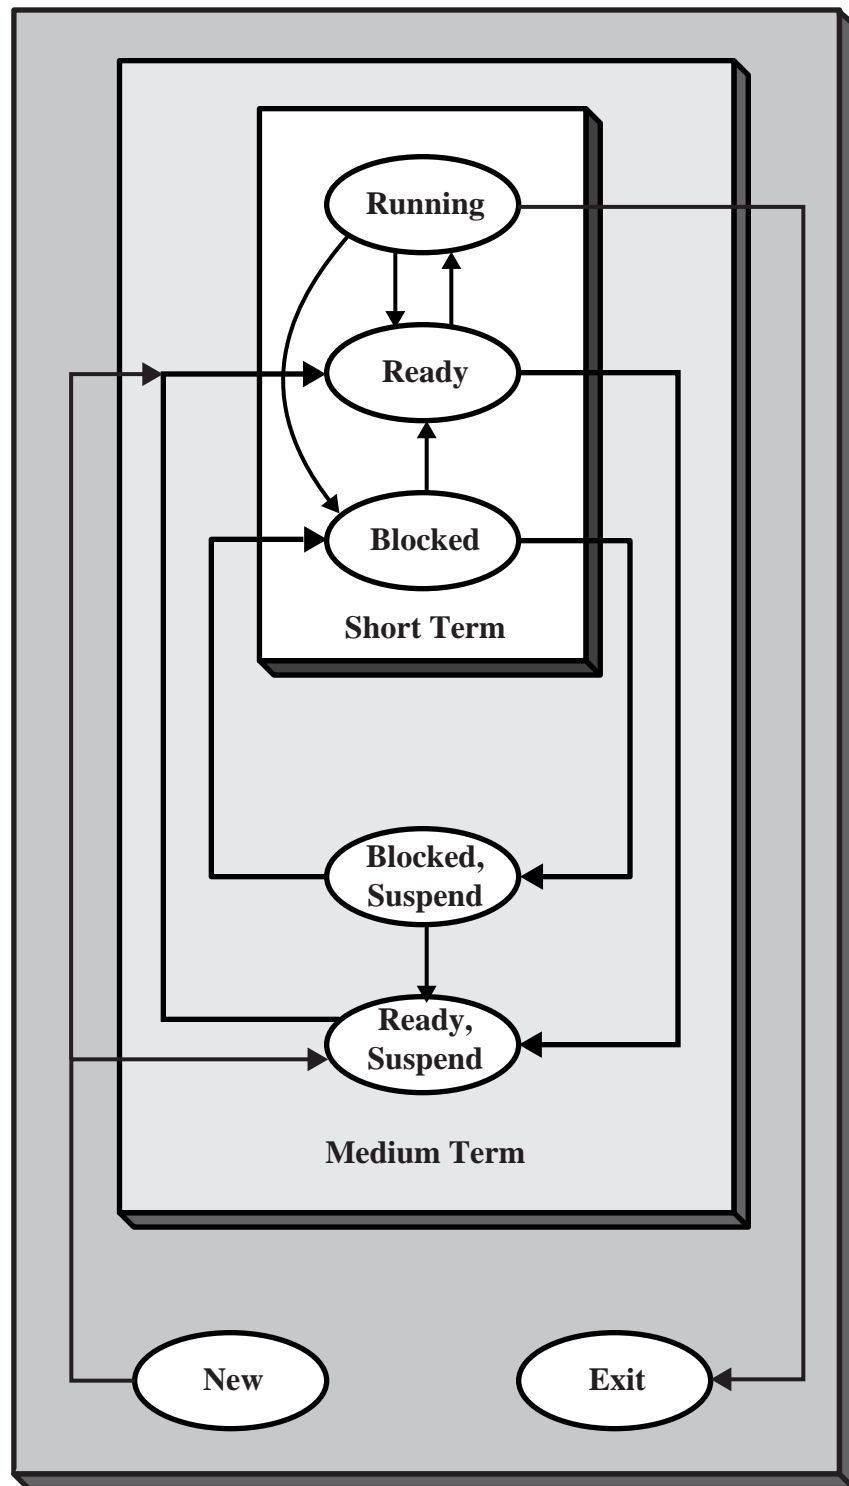 Running
Ready
Blocked
Short Term
Blocked,
Suspend
Ready,
Suspend
Medium Term
New
Exit